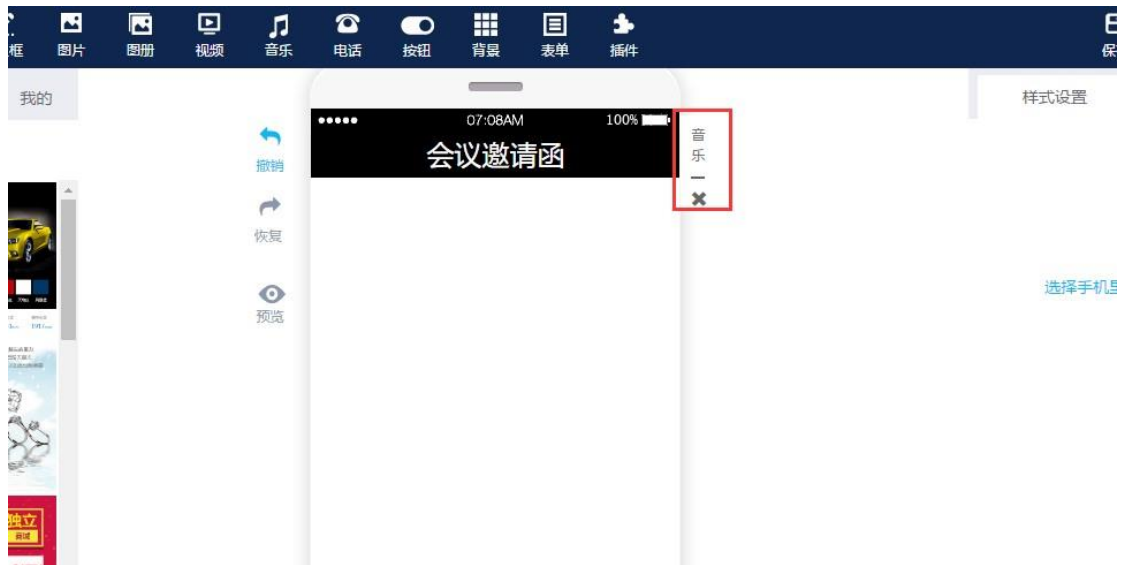 框 图片 图册 视频 音乐 电话 按钮 背景 表单 插件
我的
样式设置
07:08AM 100%
会议邀请函
音
乐
撤销
恢复
预览
选择手机
独立
商城